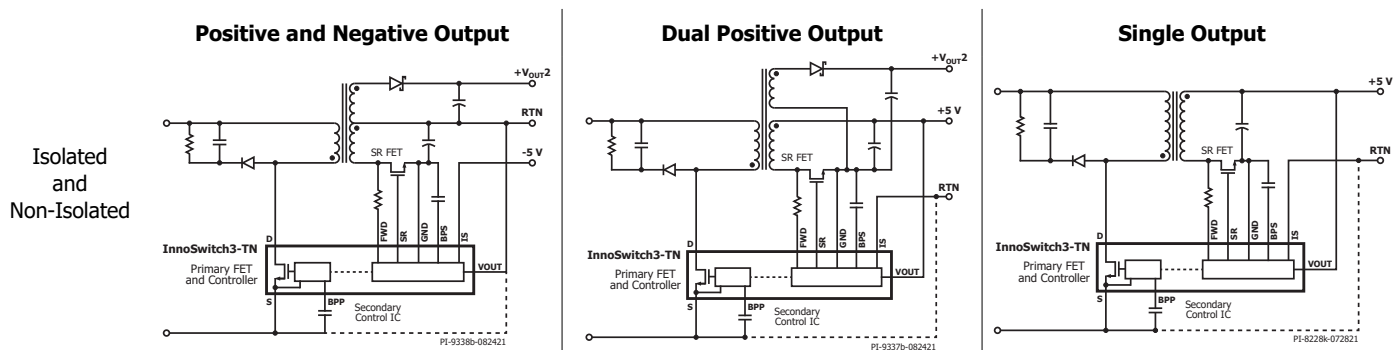 Isolated
and
Non-Isolated
Positive and Negative Output
+VOUT2
RTN
-5 V
SR FET
FWD
SR
GND
BPS
IS
D
InnoSwitch3-TN
Primary FET
and Controller
VOUT
S
BPP
Secondary
Control IC
PI-9338b-082421
Dual Positive Output
+VOUT2
+5 V
SR FET
RTN
FWD
SR
GND
BPS
IS
D
InnoSwitch3-TN
Primary FET
and Controller
VOUT
S
BPP
Secondary
Control IC
PI-9337b-082421
Single Output
+5 V
SR FET
RTN
FWD
SR
GND
BPS
IS
D
InnoSwitch3-TN
Primary FET
and Controller
VOUT
S
BPP
Secondary
Control IC
PI-8228k-072821